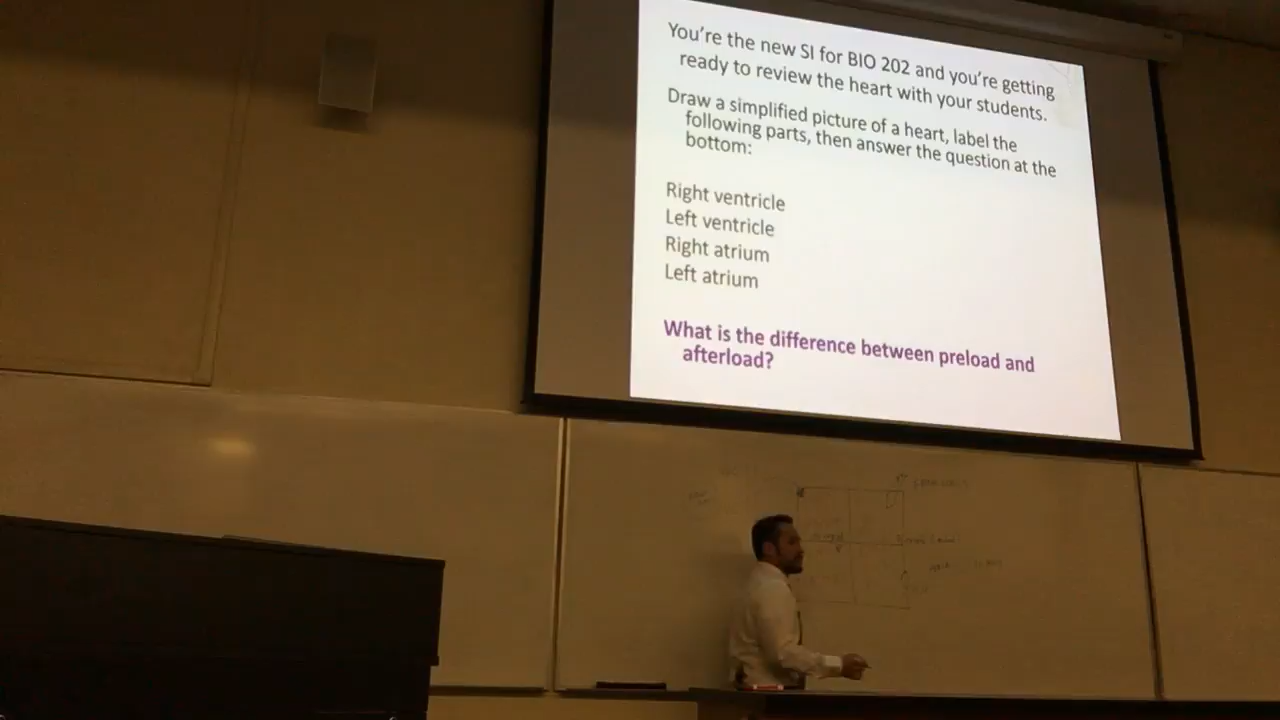 You're the new SI for BIO 202 and you're getting
ready to review the heart with your students.
Draw a simplified picture of a heart, label the
following parts, then answer the question at the
bottom:
Right ventricle
Left ventricle
Right atrium
Left atrium
What is the difference between preload and
afterload?